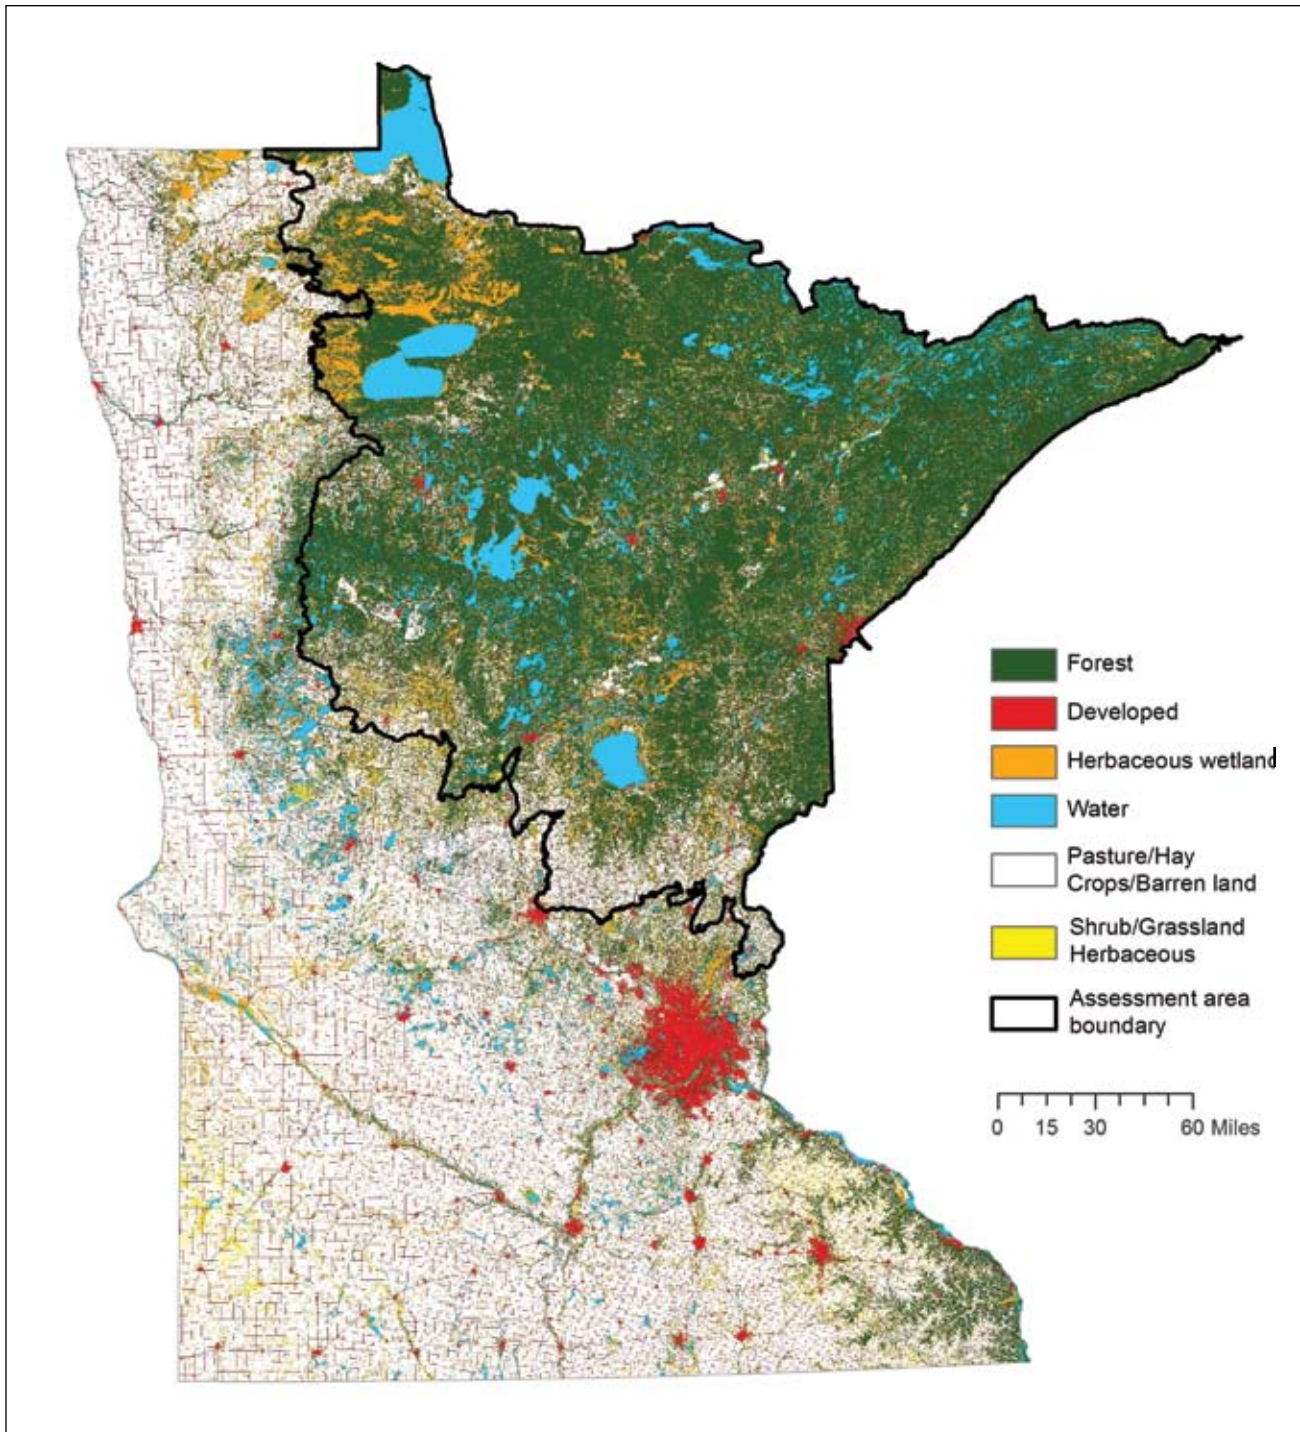 Forest
Developed
Herbaceous wetland
Water
Pasture/Hay
Crops/Barren land
Shrub/Grassland
Herbaceous
Assessment area
boundary
0 15 30 60 Miles